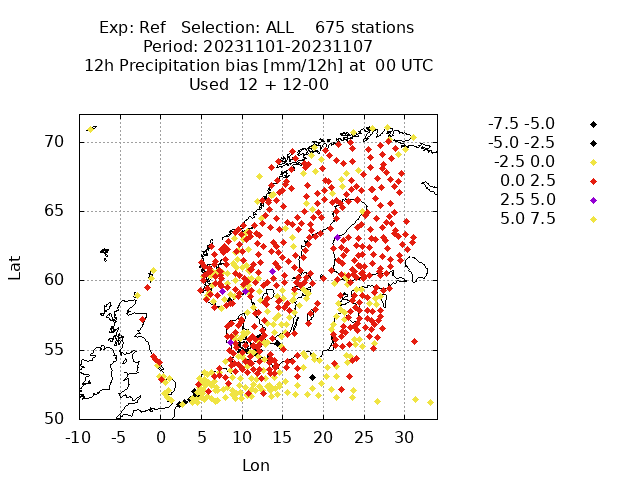 Exp: Ref   Selection: ALL    675 stations
Period: 20231101-20231107
12h Precipitation bias [mm/12h] at  00 UTC
Used  12 + 12-00
-7.5 -5.0
-5.0 -2.5
-2.5 0.0
0.0 2.5
2.5 5.0
5.0 7.5
70
65
60
55
50
Lat
-10 -5 0 5 10 15 20 25 30
Lon